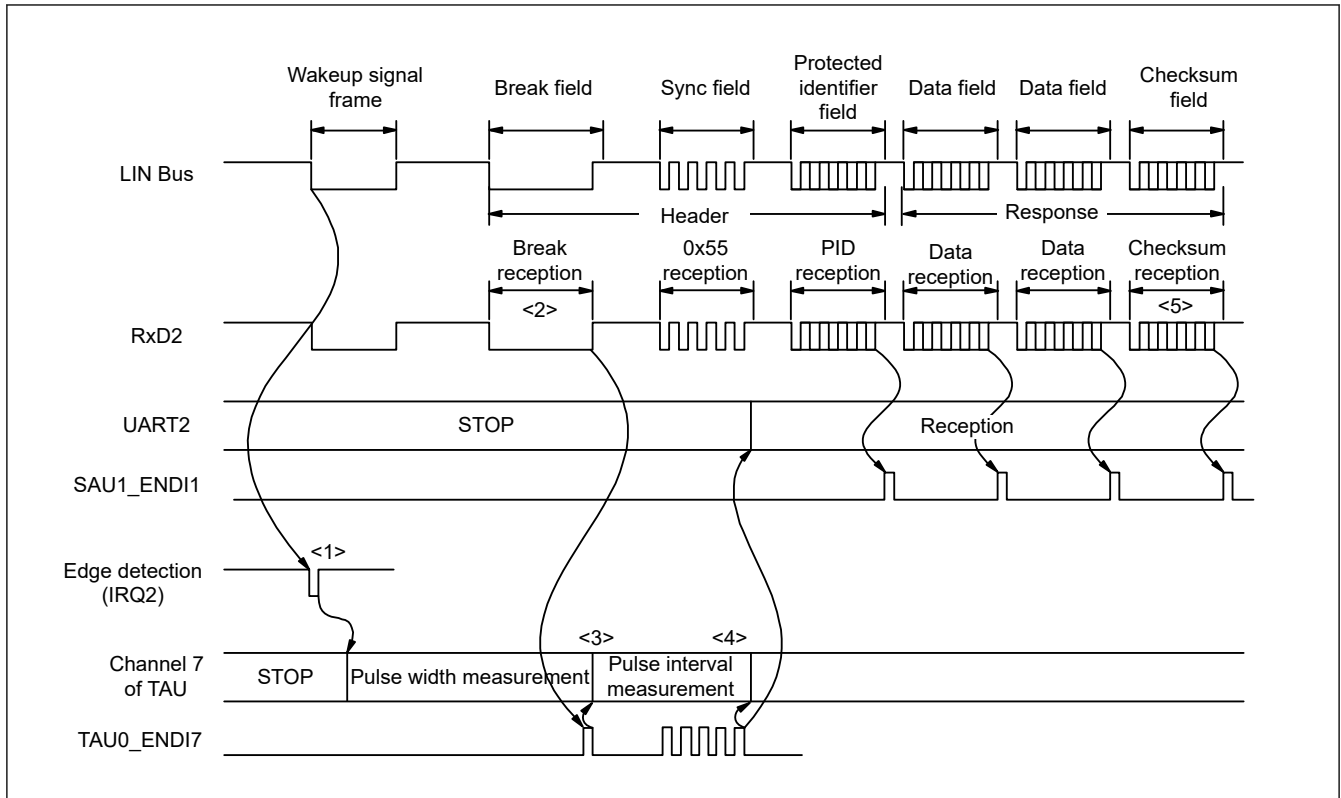 Wakeup signal
frame
Break field
Sync field
Protected
identifier
field
Data field
Data field
Checksum
field
LIN Bus
Header
Response
Break
reception
0x55
reception
PID
reception
Data
reception
Data
reception
Checksum
reception
<2>
<5>
RxD2
UART2
STOP
Reception
SAU1_ENDI1
<1>
Edge detection
(IRQ2)
<3>
<4>
Channel 7
of TAU
STOP
Pulse width measurement
Pulse interval
measurement
TAU0_ENDI7